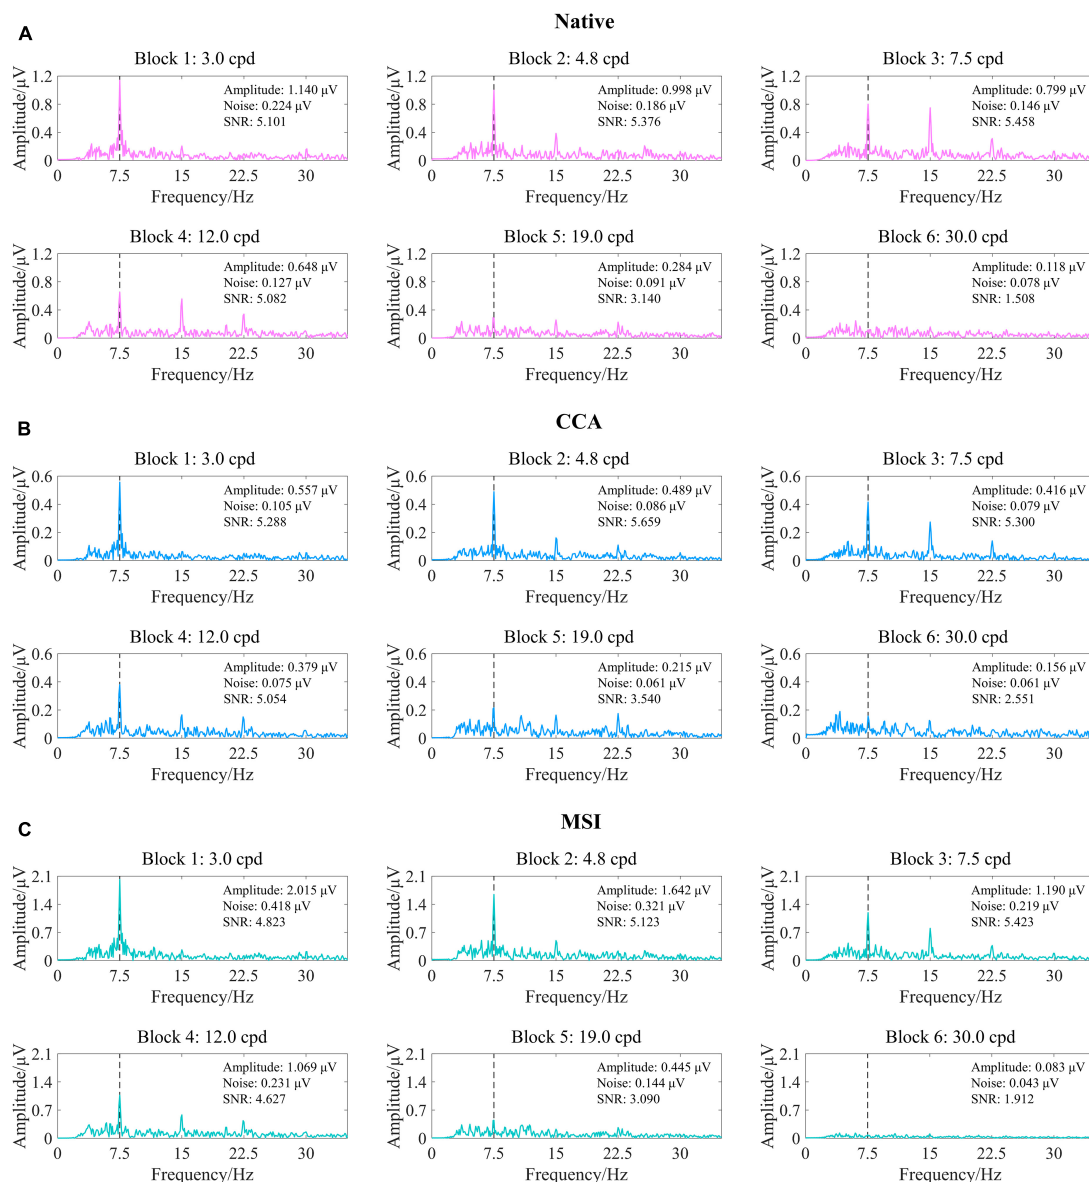 A
Native
Block 1: 3.0 cpd
Amplitude/µV
1.2
0.8
0.4
0
Amplitude: 1.140 µV
Noise: 0.224 µV
SNR: 5.101
0 7.5 15 22.5 30
Frequency/Hz
Block 2: 4.8 cpd
Amplitude/µV
1.2
0.8
0.4
0
Amplitude: 0.998 µV
Noise: 0.186 µV
SNR: 5.376
0 7.5 15 22.5 30
Frequency/Hz
Block 3: 7.5 cpd
Amplitude/µV
1.2
0.8
0.4
0
Amplitude: 0.799 µV
Noise: 0.146 µV
SNR: 5.458
0 7.5 15 22.5 30
Frequency/Hz
Block 4: 12.0 cpd
Amplitude/µV
1.2
0.8
0.4
0
Amplitude: 0.648 µV
Noise: 0.127 µV
SNR: 5.082
0 7.5 15 22.5 30
Frequency/Hz
Block 5: 19.0 cpd
Amplitude/µV
1.2
0.8
0.4
0
Amplitude: 0.284 µV
Noise: 0.091 µV
SNR: 3.140
0 7.5 15 22.5 30
Frequency/Hz
Block 6: 30.0 cpd
Amplitude/µV
1.2
0.8
0.4
0
Amplitude: 0.118 µV
Noise: 0.078 µV
SNR: 1.508
0 7.5 15 22.5 30
Frequency/Hz
B
CCA
Block 1: 3.0 cpd
Amplitude/µV
0.6
0.4
0.2
0
Amplitude: 0.557 µV
Noise: 0.105 µV
SNR: 5.288
0 7.5 15 22.5 30
Frequency/Hz
Block 2: 4.8 cpd
Amplitude/µV
0.6
0.4
0.2
0
Amplitude: 0.489 µV
Noise: 0.086 µV
SNR: 5.659
0 7.5 15 22.5 30
Frequency/Hz
Block 3: 7.5 cpd
Amplitude/µV
0.6
0.4
0.2
0
Amplitude: 0.416 µV
Noise: 0.079 µV
SNR: 5.300
0 7.5 15 22.5 30
Frequency/Hz
Block 4: 12.0 cpd
Amplitude/µV
0.6
0.4
0.2
0
Amplitude: 0.379 µV
Noise: 0.075 µV
SNR: 5.054
0 7.5 15 22.5 30
Frequency/Hz
Block 5: 19.0 cpd
Amplitude/µV
0.6
0.4
0.2
0
Amplitude: 0.215 µV
Noise: 0.061 µV
SNR: 3.540
0 7.5 15 22.5 30
Frequency/Hz
Block 6: 30.0 cpd
Amplitude/µV
0.6
0.4
0.2
0
Amplitude: 0.156 µV
Noise: 0.061 µV
SNR: 2.551
0 7.5 15 22.5 30
Frequency/Hz
C
MSI
Block 1: 3.0 cpd
Amplitude/µV
2.1
1.4
0.7
0
Amplitude: 2.015 µV
Noise: 0.418 µV
SNR: 4.823
0 7.5 15 22.5 30
Frequency/Hz
Block 2: 4.8 cpd
Amplitude/µV
2.1
1.4
0.7
0
Amplitude: 1.642 µV
Noise: 0.321 µV
SNR: 5.123
0 7.5 15 22.5 30
Frequency/Hz
Block 3: 7.5 cpd
Amplitude/µV
2.1
1.4
0.7
0
Amplitude: 1.190 µV
Noise: 0.219 µV
SNR: 5.423
0 7.5 15 22.5 30
Frequency/Hz
Block 4: 12.0 cpd
Amplitude/µV
2.1
1.4
0.7
0
Amplitude: 1.069 µV
Noise: 0.231 µV
SNR: 4.627
0 7.5 15 22.5 30
Frequency/Hz
Block 5: 19.0 cpd
Amplitude/µV
2.1
1.4
0.7
0
Amplitude: 0.445 µV
Noise: 0.144 µV
SNR: 3.090
0 7.5 15 22.5 30
Frequency/Hz
Block 6: 30.0 cpd
Amplitude/µV
2.1
1.4
0.7
0
Amplitude: 0.083 µV
Noise: 0.043 µV
SNR: 1.912
0 7.5 15 22.5 30
Frequency/Hz